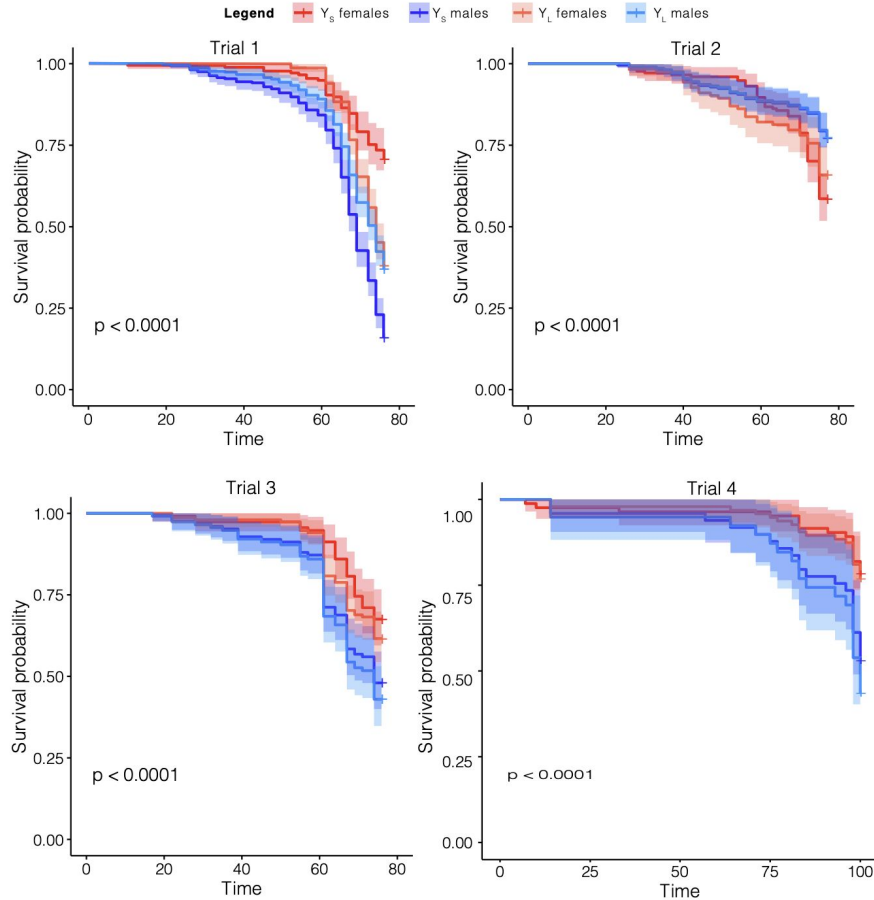 Legend Y_S females Y_S males Y_L females Y_L males
Trial 1
Survival probability
1.00
0.75
0.50
0.25
0.00
p < 0.0001
0 20 40 60 80
Time
Trial 2
Survival probability
1.00
0.75
0.50
0.25
0.00
p < 0.0001
0 20 40 60 80
Time
Trial 3
Survival probability
1.00
0.75
0.50
0.25
0.00
p < 0.0001
0 20 40 60 80
Time
Trial 4
Survival probability
1.00
0.75
0.50
0.25
0.00
p < 0.0001
0 25 50 75 100
Time